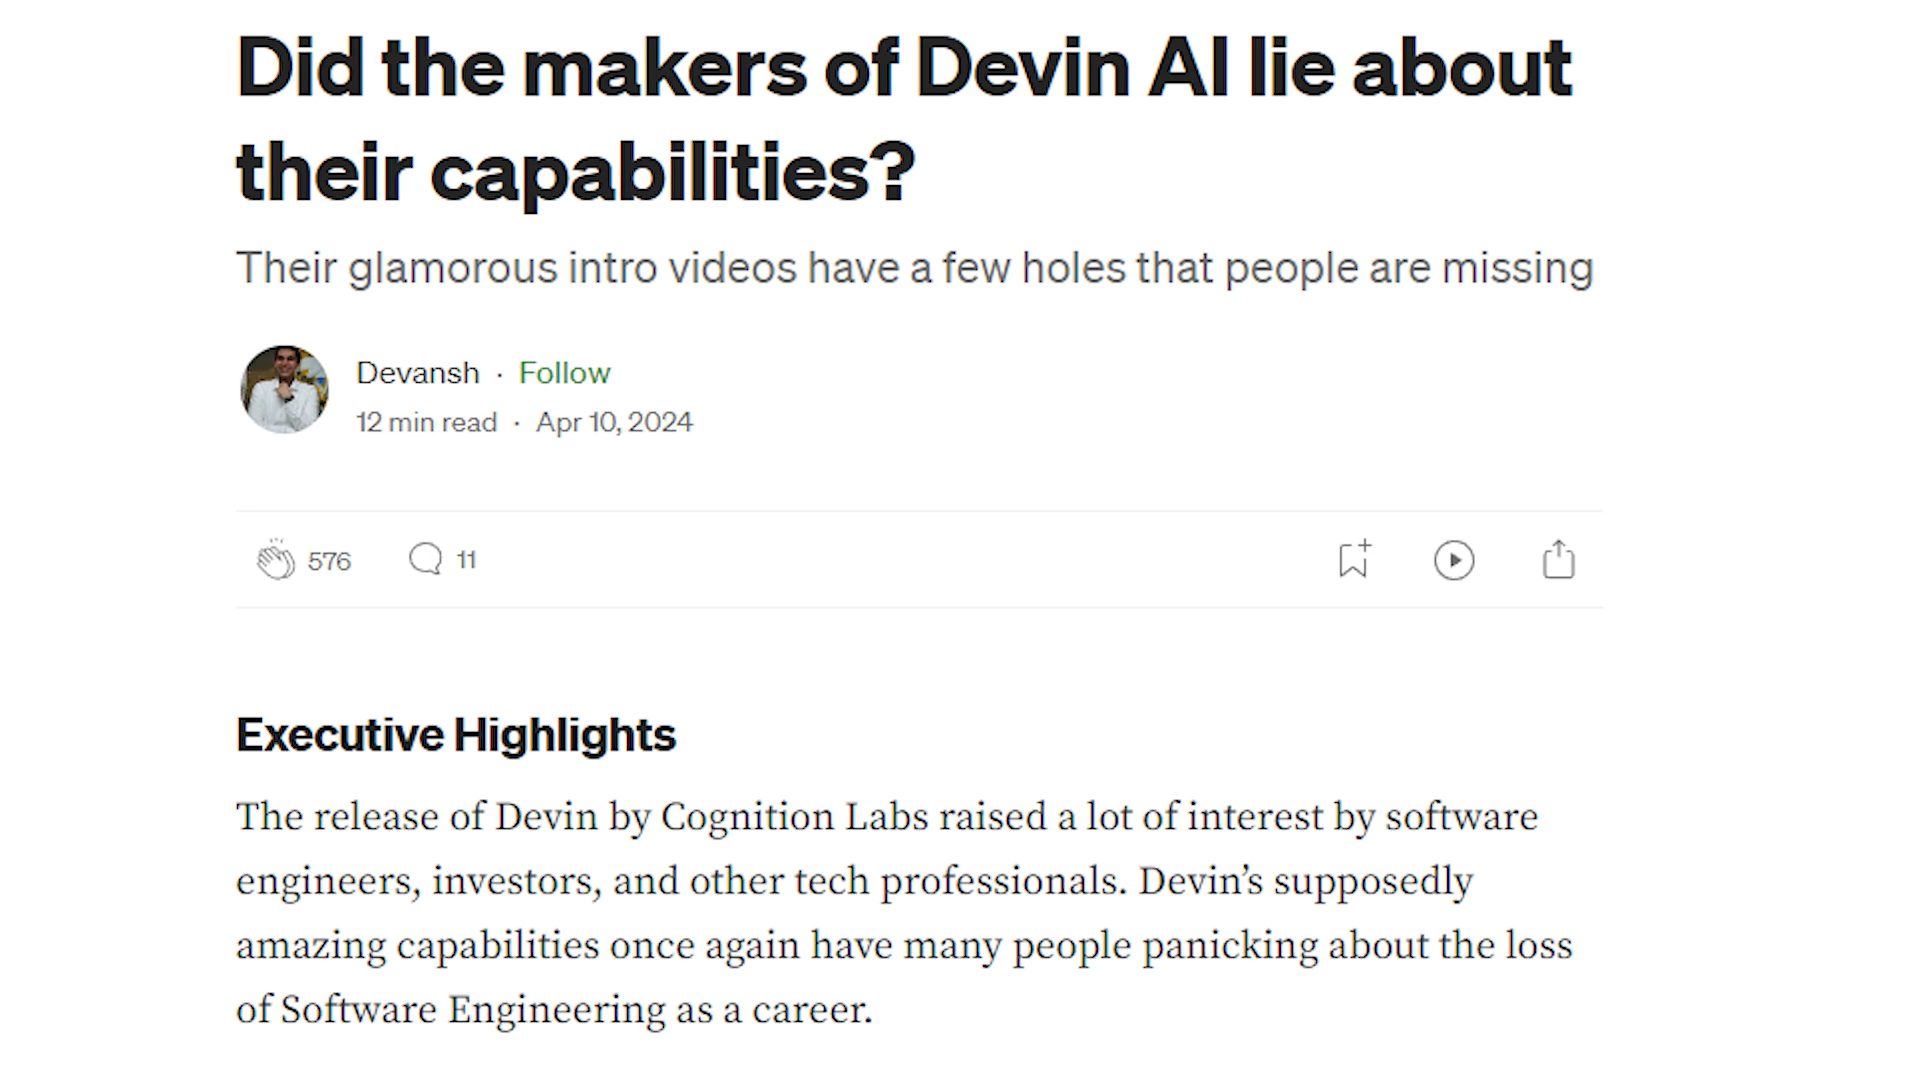 Did the makers of Devin AI lie about
their capabilities?
Their glamorous intro videos have a few holes that people are missing
Devansh · Follow
12 min read · Apr 10, 2024
576 11
Executive Highlights
The release of Devin by Cognition Labs raised a lot of interest by software
engineers, investors, and other tech professionals. Devin’s supposedly
amazing capabilities once again have many people panicking about the loss
of Software Engineering as a career.